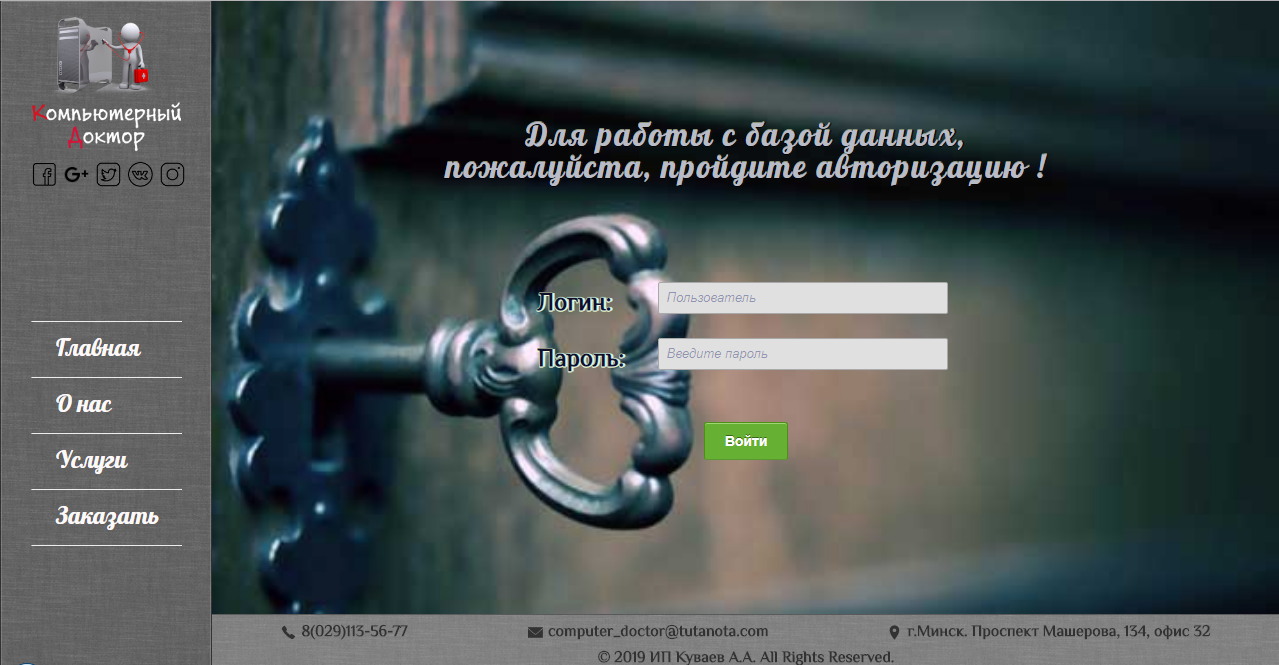 Компьютерный
Доктор
Главная
О нас
Услуги
Заказать
Для работы с базой данных,
пожалуйста, пройдите авторизацию !
Логин: Пользователь
Пароль: Введите пароль
Войти
8(029)113-56-77 computer_doctor@tutanota.com г.Минск. Проспект Машерова, 134, офис 32
© 2019 ИП Куваев А.А. All Rights Reserved.